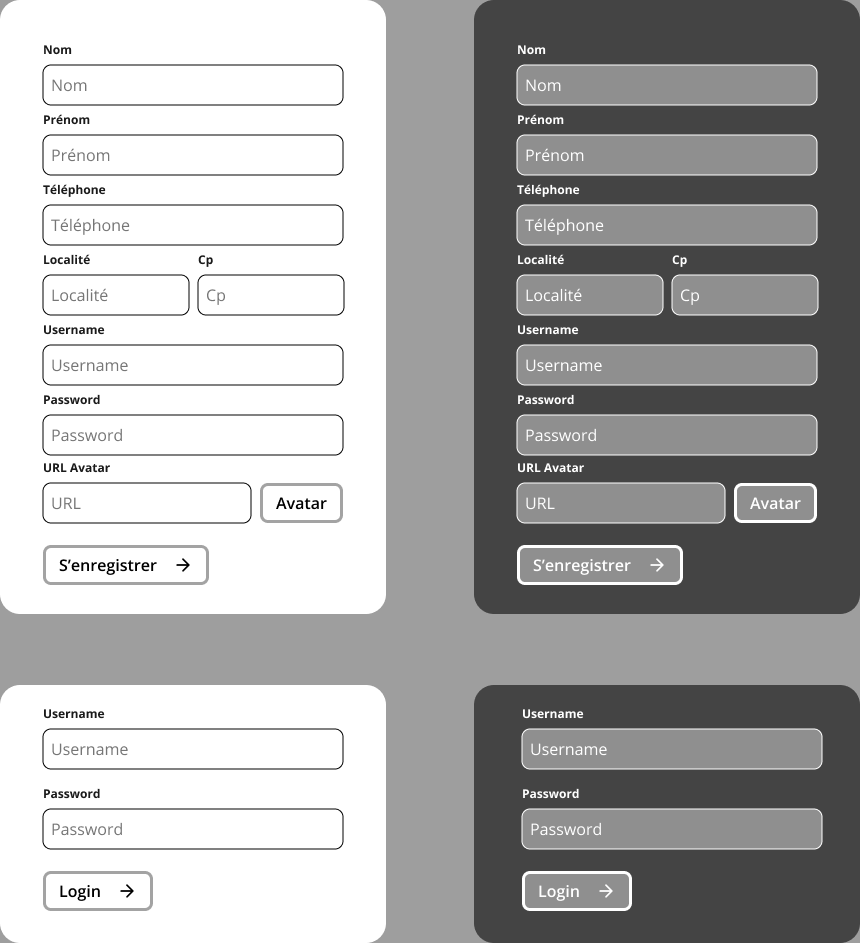 Nom
Nom
Prénom
Prénom
Téléphone
Téléphone
Localité Cp
Localité Cp
Username
Username
Password
Password
URL Avatar
URL Avatar
S’enregistrer
Nom
Nom
Prénom
Prénom
Téléphone
Téléphone
Localité Cp
Localité Cp
Username
Username
Password
Password
URL Avatar
URL Avatar
S’enregistrer
Username
Username
Password
Password
Login
Username
Username
Password
Password
Login